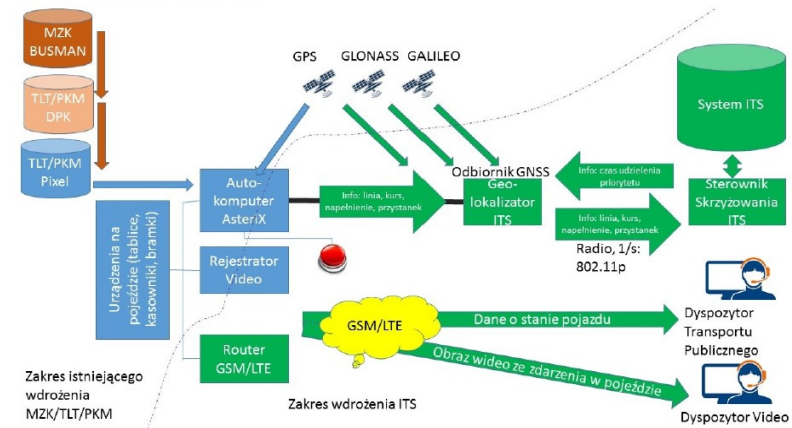 MZK
BUSMAN
TLT/PKM
DPK
TLT/PKM
Pixel
GPS
GLONASS
GALILEO
System ITS
Auto-
komputer
AsteriX
Info: linia, kurs,
napełnienie, przystanek
Odbiornik GNSS
Geo-
lokalizator
ITS
Info: czas udzielenia
priorytetu
Info: linia, kurs,
napełnienie, przystanek
Radio, 1/s:
802.11p
Sterownik
Skrzyżowania
ITS
Urządzenia na
pojeździe (tablice,
kasowniki, bramki)
Rejestrator
Video
Router
GSM/LTE
GSM/LTE
Dane o stanie pojazdu
Obraz wideo ze zdarzenia w pojeździe
Dyspozytor
Transportu
Publicznego
Dyspozytor Video
Zakres istniejącego
wdrożenia
MZK/TLT/PKM
Zakres wdrożenia ITS